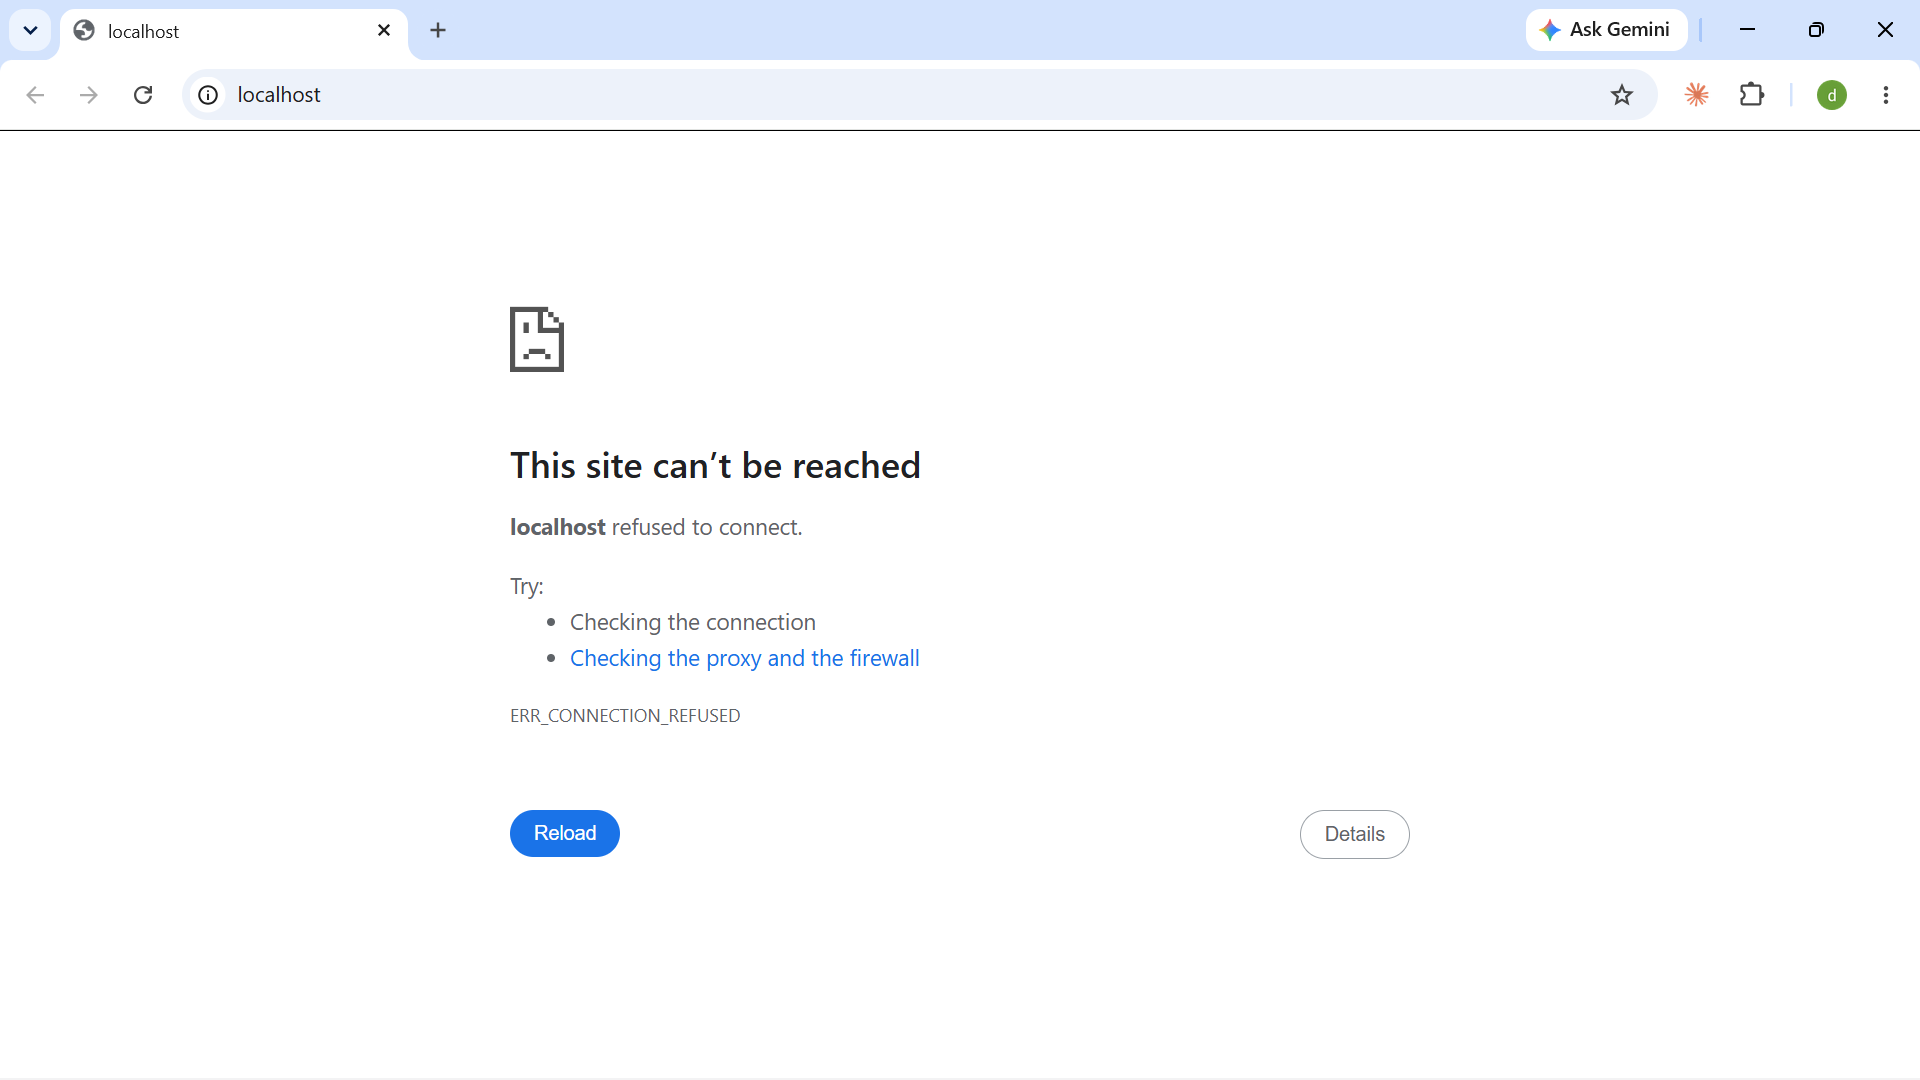 localhost
Ask Gemini
localhost
d
This site can’t be reached
localhost refused to connect.
Try:
Checking the connection
Checking the proxy and the firewall
ERR_CONNECTION_REFUSED
Reload
Details